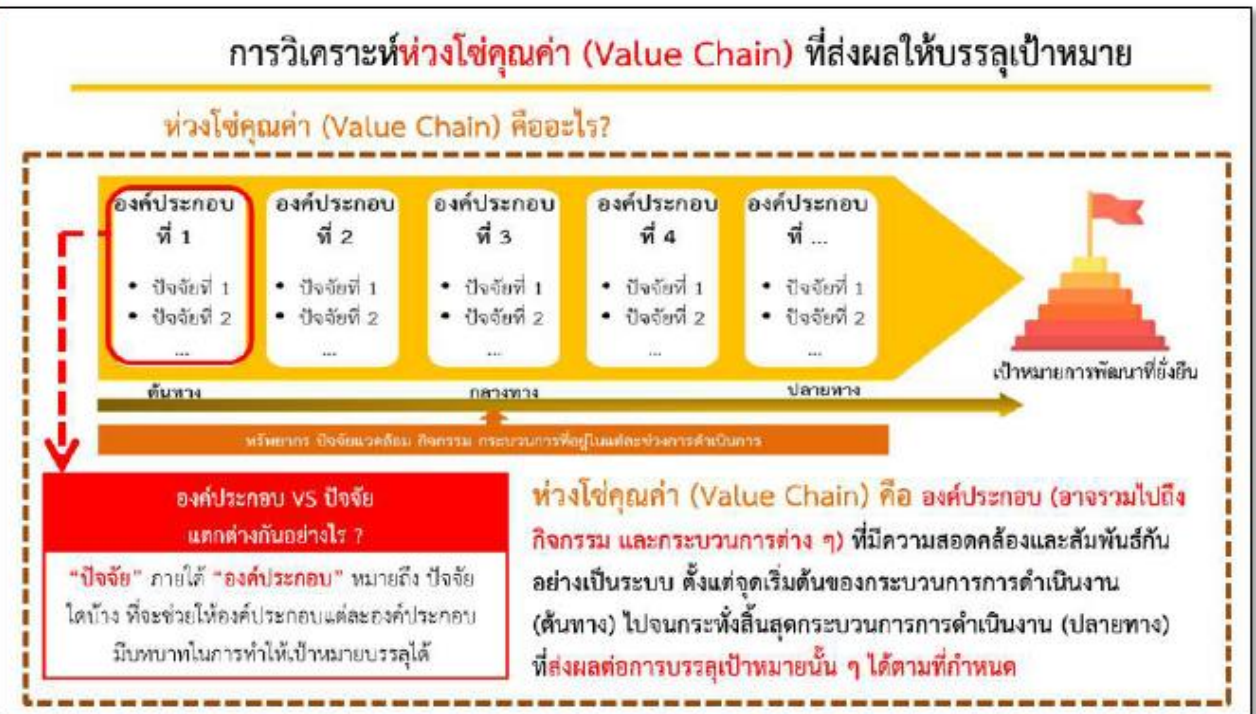 การวิเคราะห์ห่วงโซ่คุณค่า (Value Chain) ที่ส่งผลให้บรรลุเป้าหมาย
ห่วงโซ่คุณค่า (Value Chain) คืออะไร?
องค์ประกอบ
ที่ 1
• ปัจจัยที่ 1
• ปัจจัยที่ 2
...
องค์ประกอบ
ที่ 2
• ปัจจัยที่ 1
• ปัจจัยที่ 2
...
องค์ประกอบ
ที่ 3
• ปัจจัยที่ 1
• ปัจจัยที่ 2
...
องค์ประกอบ
ที่ 4
• ปัจจัยที่ 1
• ปัจจัยที่ 2
...
องค์ประกอบ
ที่ ...
• ปัจจัยที่ 1
• ปัจจัยที่ 2
...
เป้าหมายการพัฒนาที่ยั่งยืน
ต้นทาง
กลางทาง
ปลายทาง
ทรัพยากร ปัจจัยแวดล้อม กิจกรรม กระบวนการที่อยู่ในแต่ละช่วงการดำเนินการ
องค์ประกอบ VS ปัจจัย
แตกต่างกันอย่างไร ?
“ปัจจัย” ภายใต้ “องค์ประกอบ” หมายถึง ปัจจัย
ใดบ้าง ที่จะช่วยให้องค์ประกอบแต่ละองค์ประกอบ
มีบทบาทในการทำให้เป้าหมายบรรลุได้
ห่วงโซ่คุณค่า (Value Chain) คือ องค์ประกอบ (อาจรวมไปถึง
กิจกรรม และกระบวนการต่าง ๆ) ที่มีความสอดคล้องและสัมพันธ์กัน
อย่างเป็นระบบ ตั้งแต่จุดเริ่มต้นของกระบวนการการดำเนินงาน
(ต้นทาง) ไปจนกระทั่งสิ้นสุดกระบวนการการดำเนินงาน (ปลายทาง)
ที่ส่งผลต่อการบรรลุเป้าหมายนั้น ๆ ได้ตามที่กำหนด